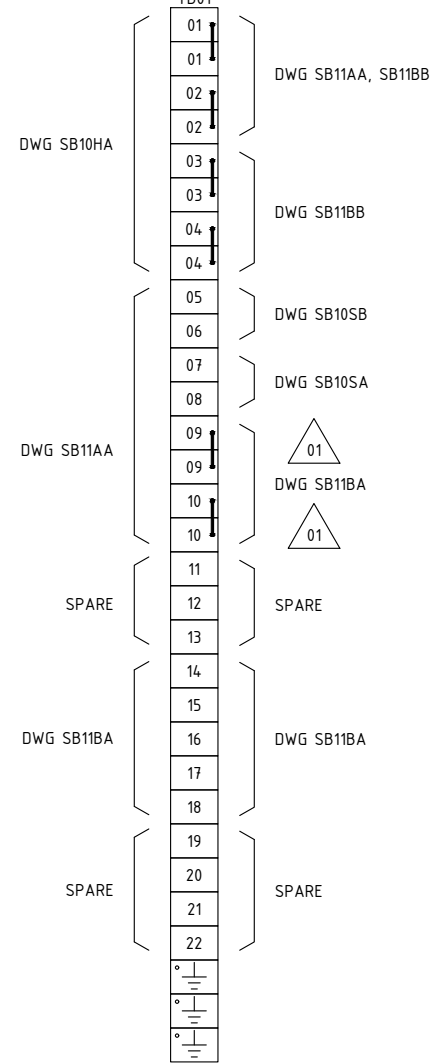 01
01
DWG SB11AA, SB11BB
02
02
DWG SB10HA
03
03
DWG SB11BB
04
04
05
DWG SB10SB
06
07
DWG SB10SA
08
09
01
DWG SB11AA
09
DWG SB11BA
10
10
01
11
SPARE
12
SPARE
13
14
15
DWG SB11BA
16
DWG SB11BA
17
18
19
20
SPARE
SPARE
21
22